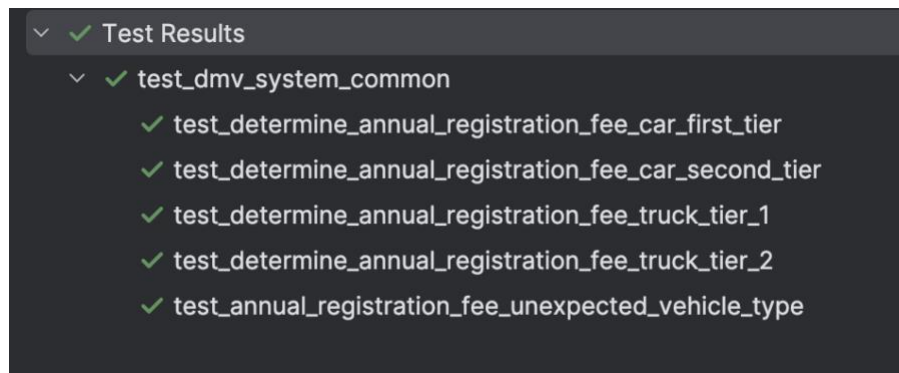 Test Results
test_dmv_system_common
test_determine_annual_registration_fee_car_first_tier
test_determine_annual_registration_fee_car_second_tier
test_determine_annual_registration_fee_truck_tier_1
test_determine_annual_registration_fee_truck_tier_2
test_annual_registration_fee_unexpected_vehicle_type